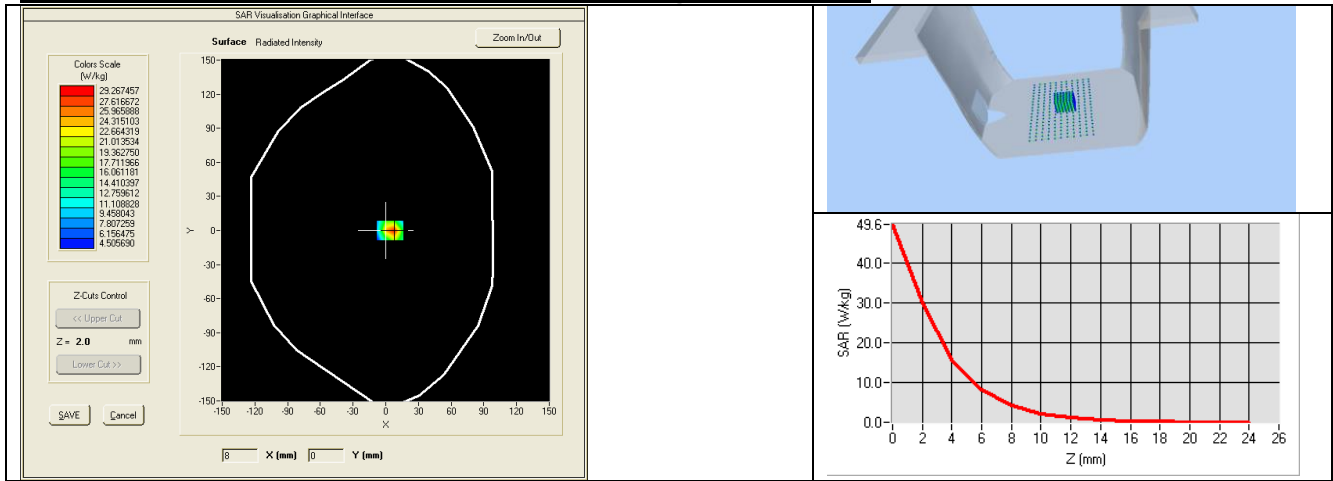 SAR Visualisation Graphical Interface
Surface Radiated Intensity
Zoom In/Out
Colors Scale
(W/kg)
29.267457
27.616672
25.965888
24.315103
22.664319
21.013534
19.362750
17.711966
16.061181
14.410397
12.759612
11.108828
9.458043
7.807259
6.156475
4.505690
Z-Cuts Control
<< Upper Cut
Z = 2.0 mm
Lower Cut >>
SAVE Cancel
150
120
90
60
30
0
-30
-60
-90
-120
-150
Y
-150 -120 -90 -60 -30 0 30 60 90 120 150
X
8 X (mm) 0 Y (mm)
49.6
40.0
30.0
20.0
10.0
0.0
SAR (W/kg)
0 2 4 6 8 10 12 14 16 18 20 22 24 26
Z (mm)